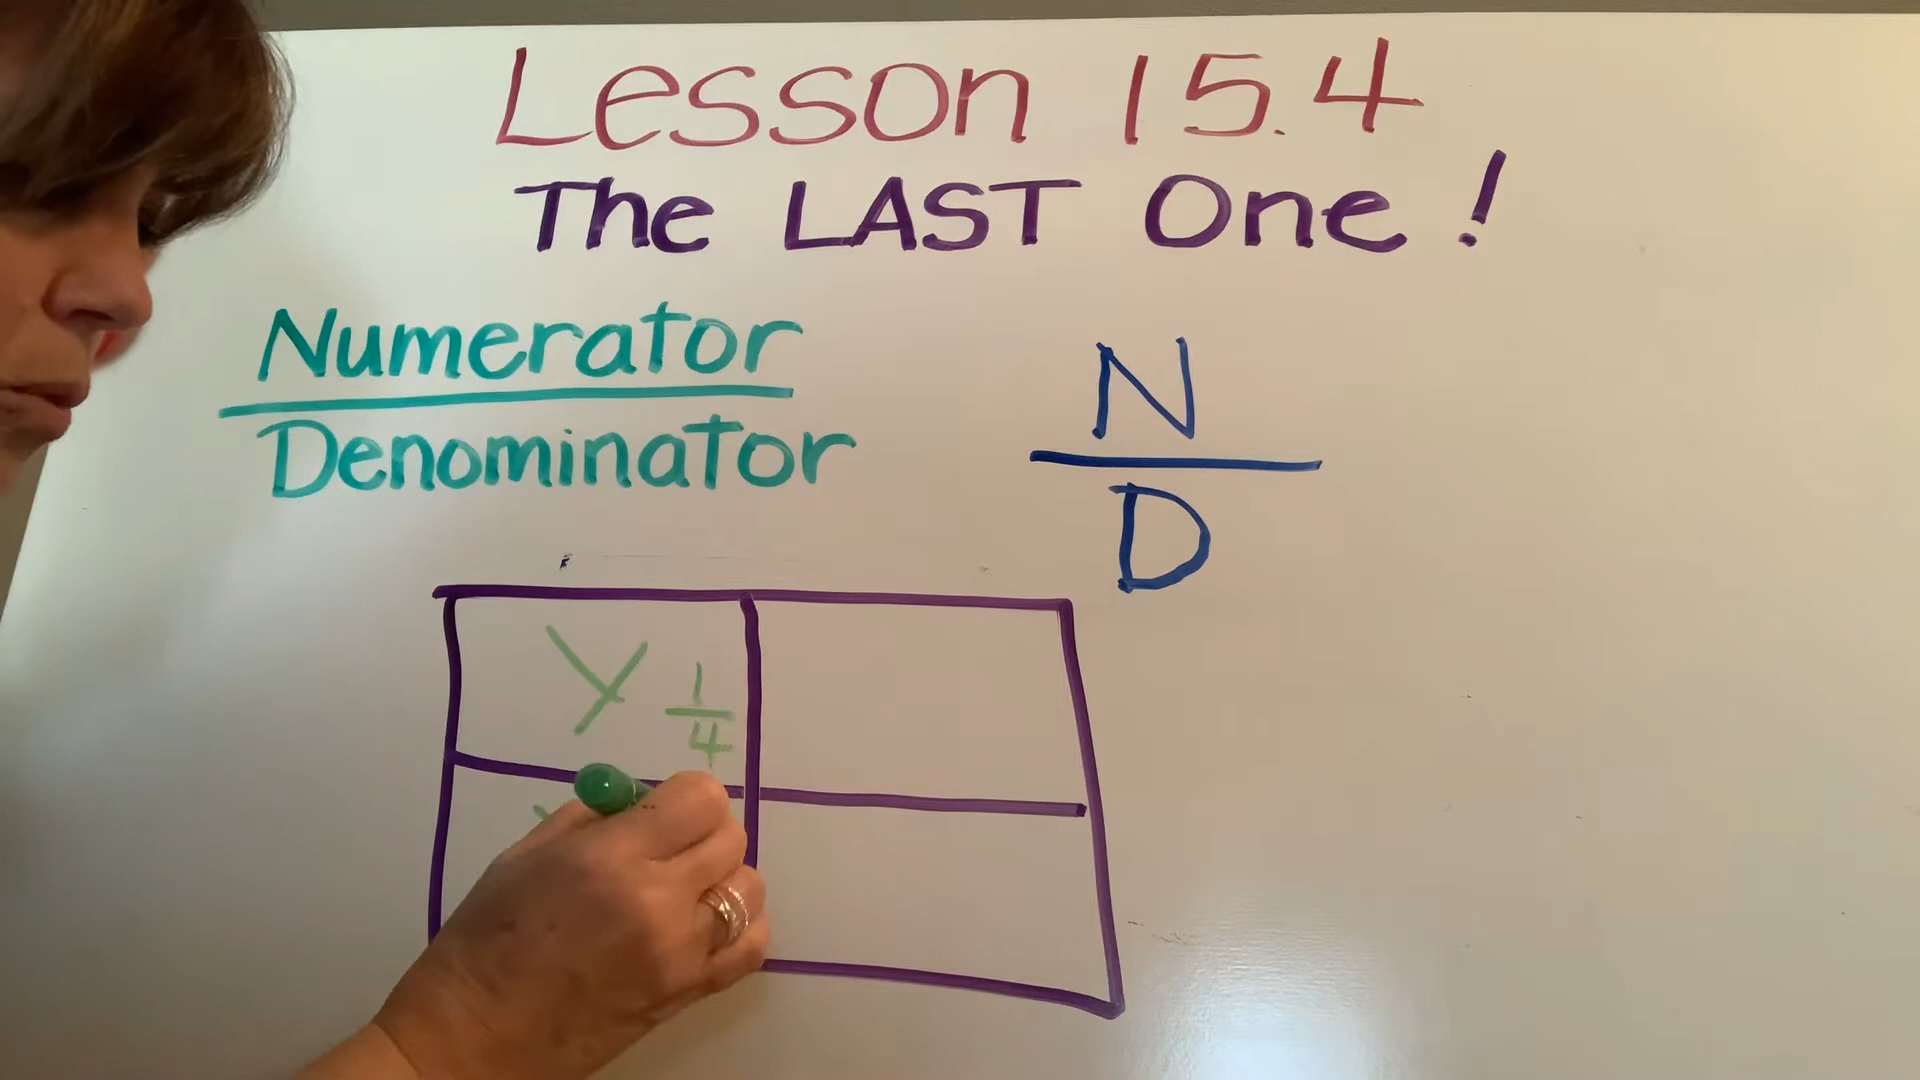 Lesson 15.4
The LAST One!
Numerator
Denominator
N
D
Y 1/4